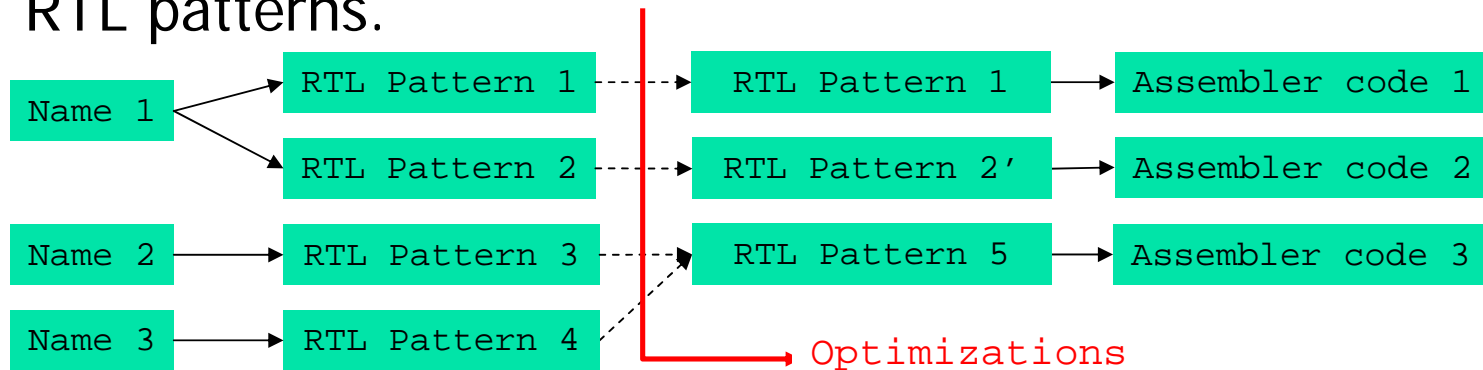 RTL patterns.
Name 1 RTL Pattern 1 RTL Pattern 1 Assembler code 1
RTL Pattern 2 RTL Pattern 2' Assembler code 2
Name 2 RTL Pattern 3 RTL Pattern 5 Assembler code 3
Name 3 RTL Pattern 4
Optimizations